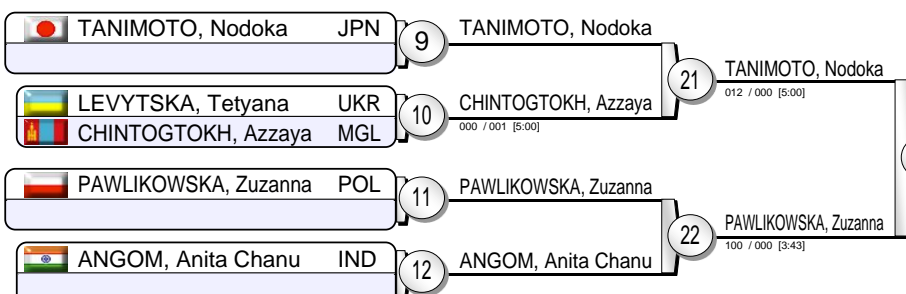 TANIMOTO, Nodoka JPN
9
TANIMOTO, Nodoka
21
TANIMOTO, Nodoka
012 / 000 [5:00]
LEVYTSKA, Tetyana UKR
CHINTOGTOKH, Azzaya MGL
10
CHINTOGTOKH, Azzaya
000 / 001 [5:00]
PAWLIKOWSKA, Zuzanna POL
11
PAWLIKOWSKA, Zuzanna
22
PAWLIKOWSKA, Zuzanna
100 / 000 [3:43]
ANGOM, Anita Chanu IND
12
ANGOM, Anita Chanu